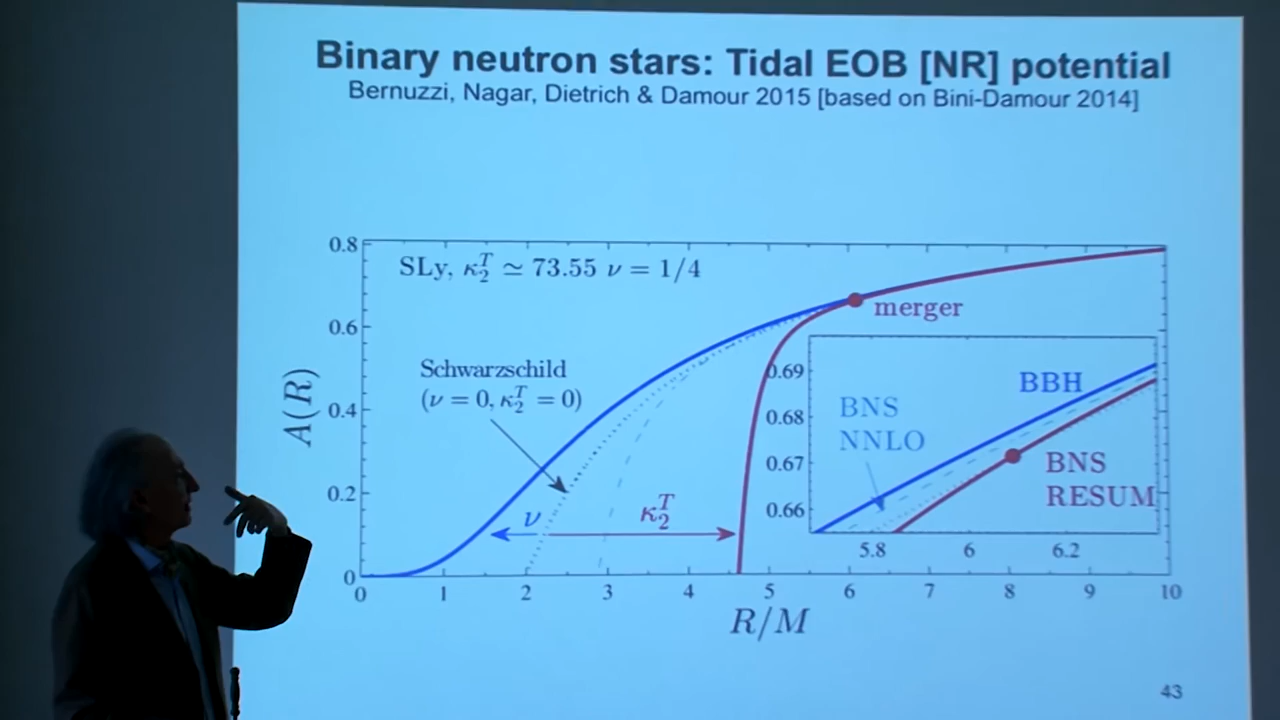 Binary neutron stars: Tidal EOB [NR] potential
Bernuzzi, Nagar, Dietrich & Damour 2015 [based on Bini-Damour 2014]
SLy, κ₂ᵀ ≃ 73.55 ν = 1/4
merger
Schwarzschild
(ν = 0, κ₂ᵀ = 0)
ν
κ₂ᵀ
A(R)
0.8
0.6
0.4
0.2
0
0
1
2
3
4
5
6
7
8
9
10
R/M
0.69
0.68
0.67
0.66
BBH
BNS
NNLO
BNS
RESUM
5.8
6
6.2
43